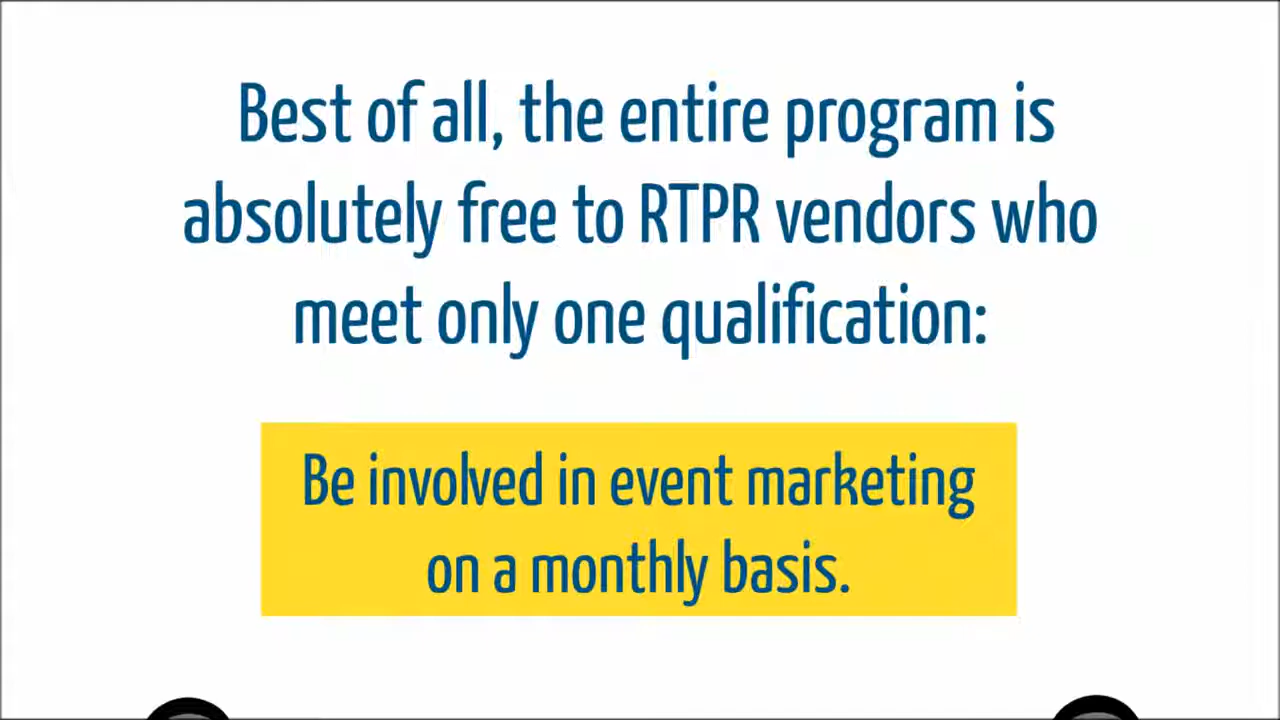 Best of all, the entire program is
absolutely free to RTPR vendors who
meet only one qualification:
Be involved in event marketing
on a monthly basis.